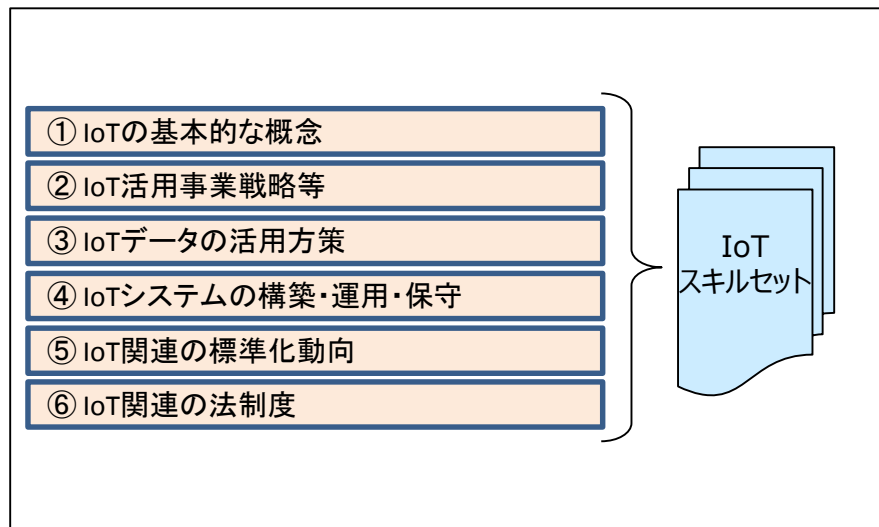 ① IoTの基本的な概念
② IoT活用事業戦略等
③ IoTデータの活用方策
④ IoTシステムの構築・運用・保守
⑤ IoT関連の標準化動向
⑥ IoT関連の法制度
IoT
スキルセット